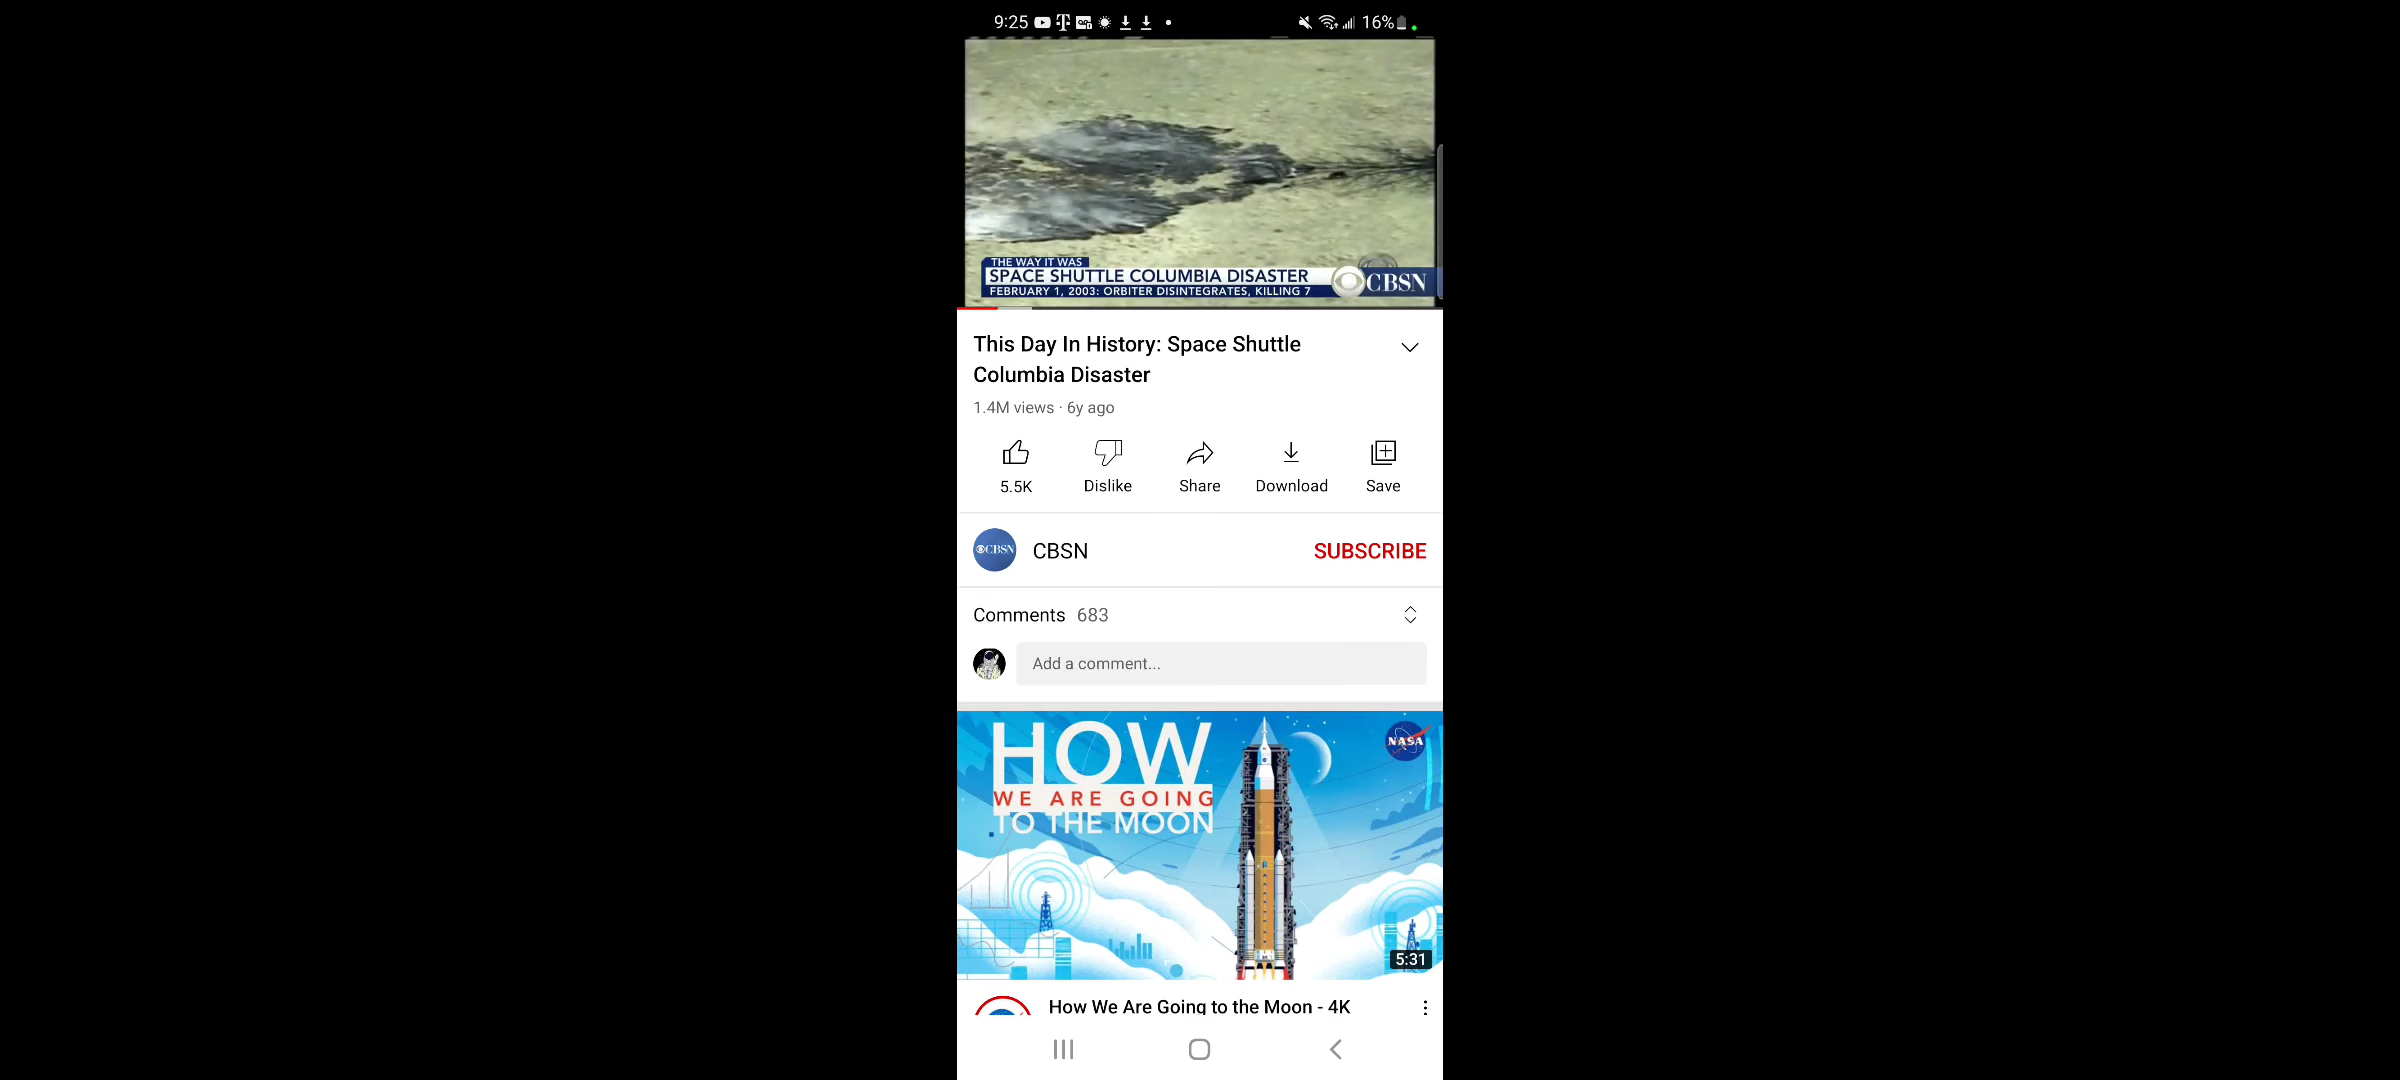 9:25
16%
THE WAY IT WAS
SPACE SHUTTLE COLUMBIA DISASTER
FEBRUARY 1, 2003: ORBITER DISINTEGRATES, KILLING 7
CBSN
This Day In History: Space Shuttle
Columbia Disaster
1.4M views · 6y ago
5.5K
Dislike
Share
Download
Save
CBSN
CBSN
SUBSCRIBE
Comments 683
Add a comment...
HOW
WE ARE GOING
TO THE MOON
NASA
5:31
How We Are Going to the Moon - 4K